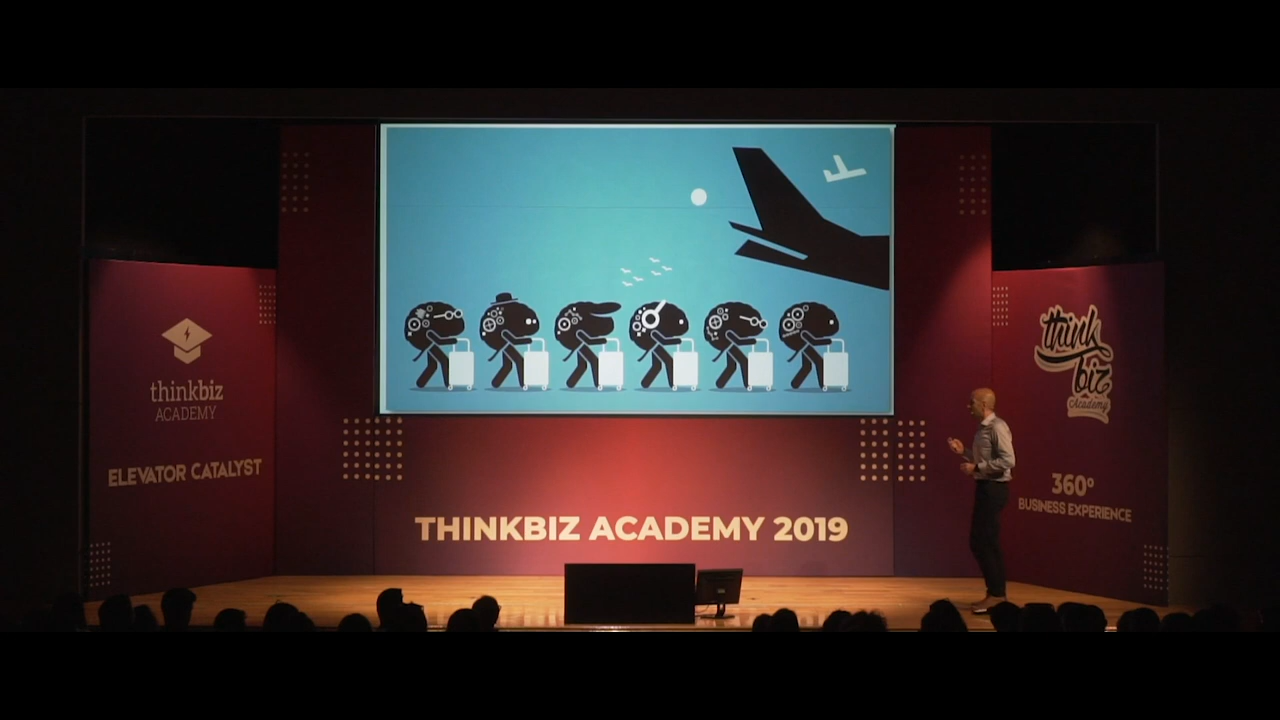 thinkbiz
ACADEMY
ELEVATOR CATALYST
THINKBIZ ACADEMY 2019
think
biz
Academy
360°
BUSINESS EXPERIENCE